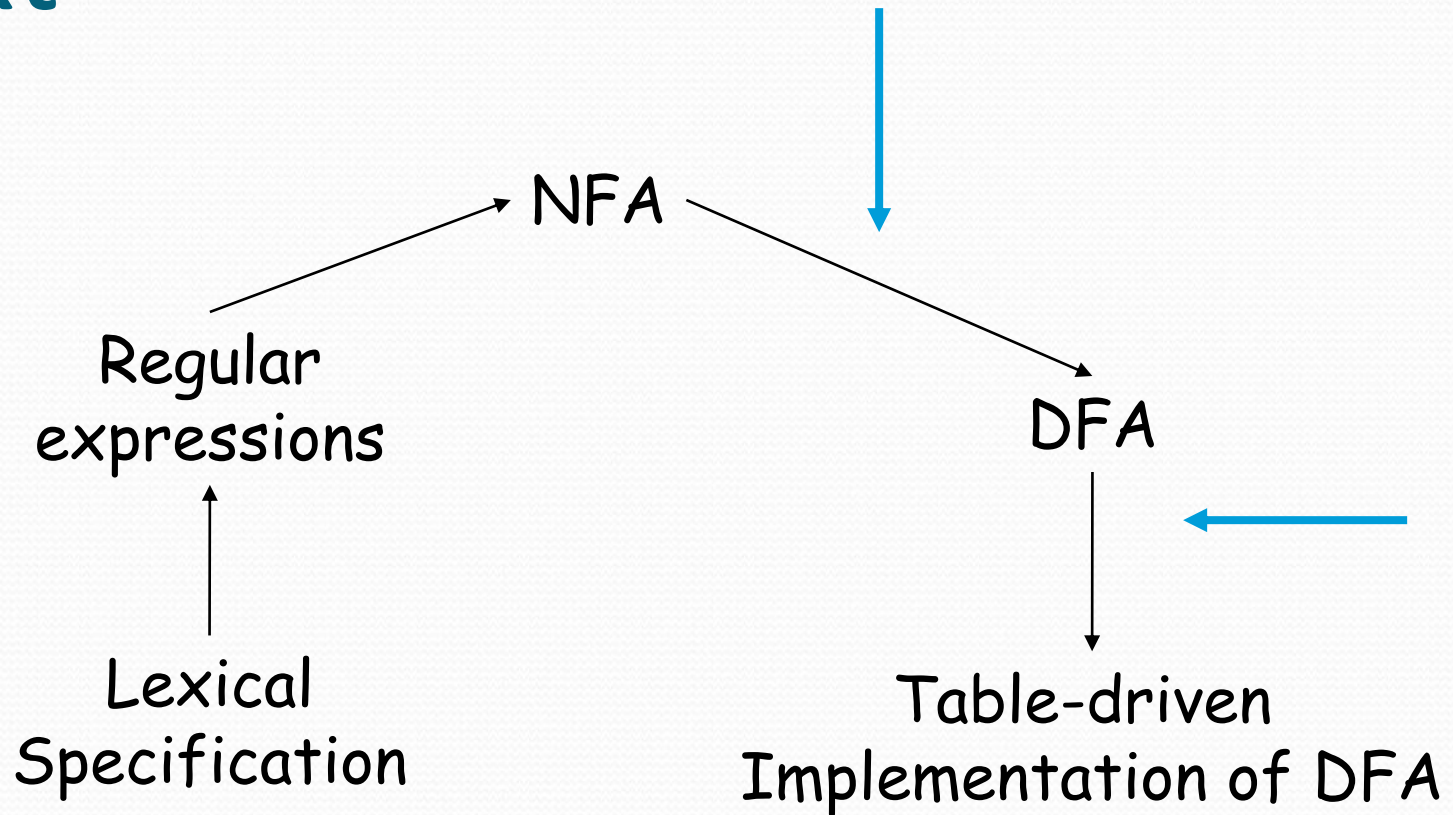 NFA
Regular
expressions
DFA
Lexical
Specification
Table-driven
Implementation of DFA